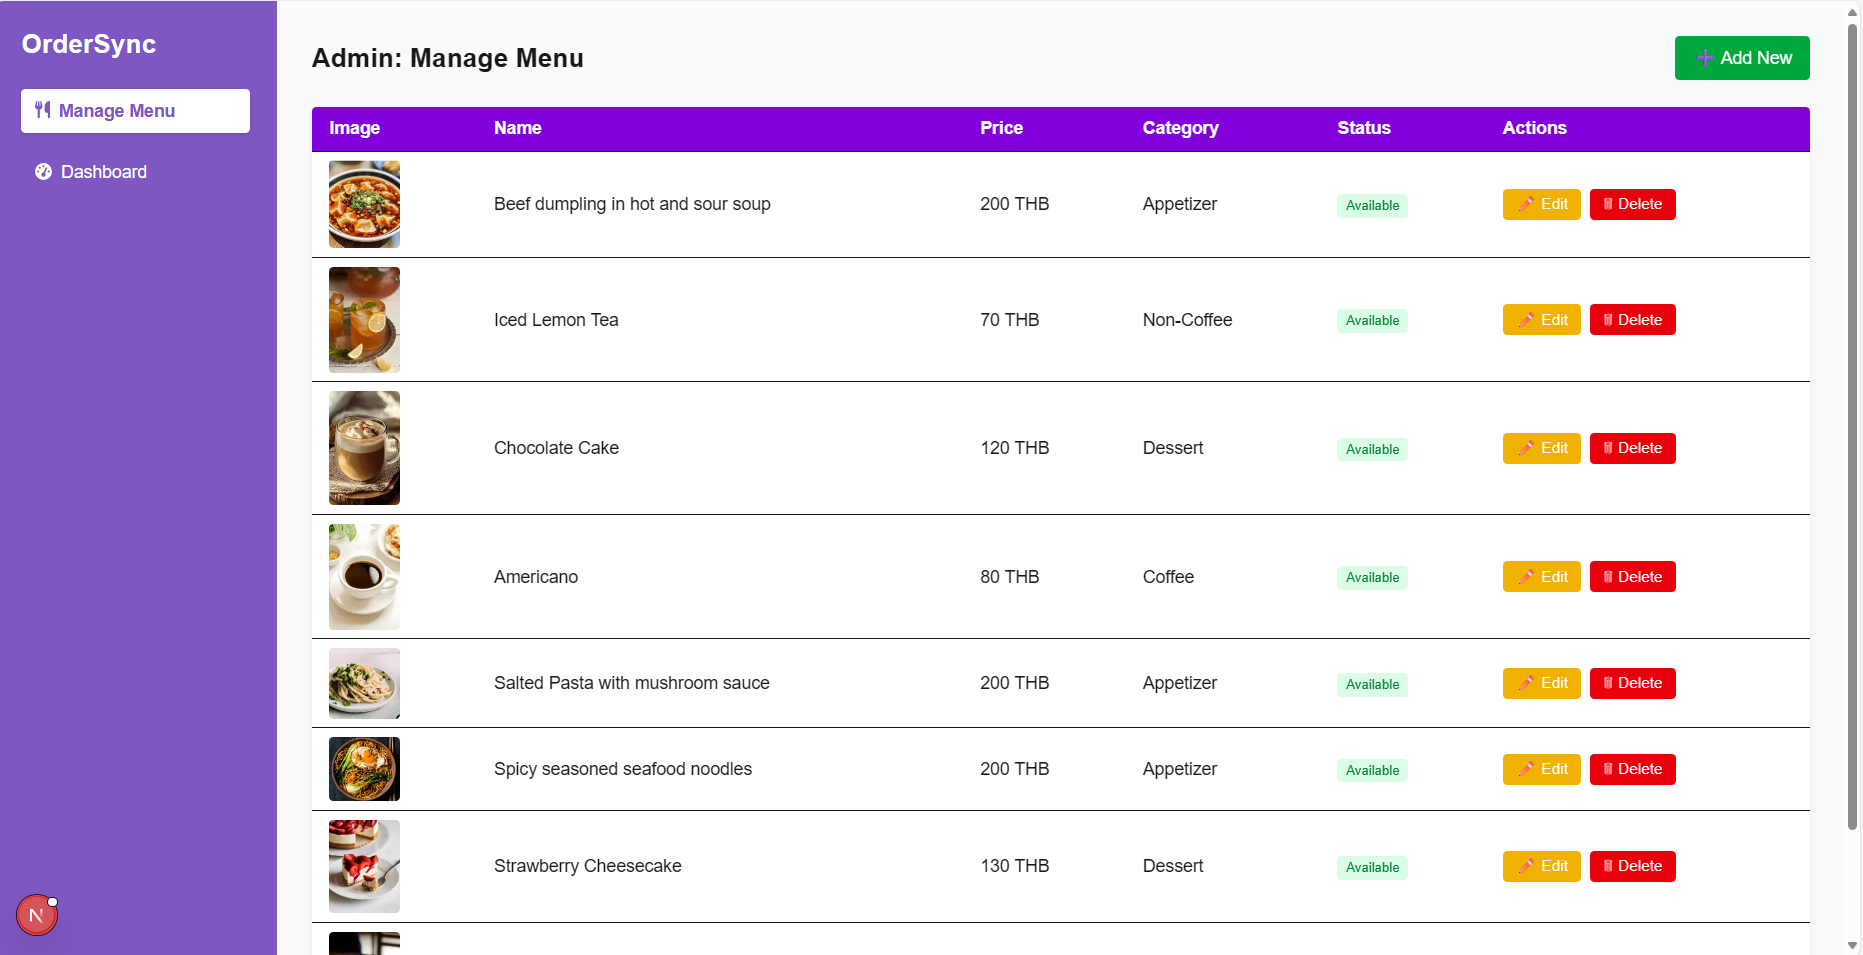 OrderSync
Manage Menu
Dashboard
Admin: Manage Menu
Add New
Image Name Price Category Status Actions
Beef dumpling in hot and sour soup 200 THB Appetizer Available Edit Delete
Iced Lemon Tea 70 THB Non-Coffee Available Edit Delete
Chocolate Cake 120 THB Dessert Available Edit Delete
Americano 80 THB Coffee Available Edit Delete
Salted Pasta with mushroom sauce 200 THB Appetizer Available Edit Delete
Spicy seasoned seafood noodles 200 THB Appetizer Available Edit Delete
Strawberry Cheesecake 130 THB Dessert Available Edit Delete
N